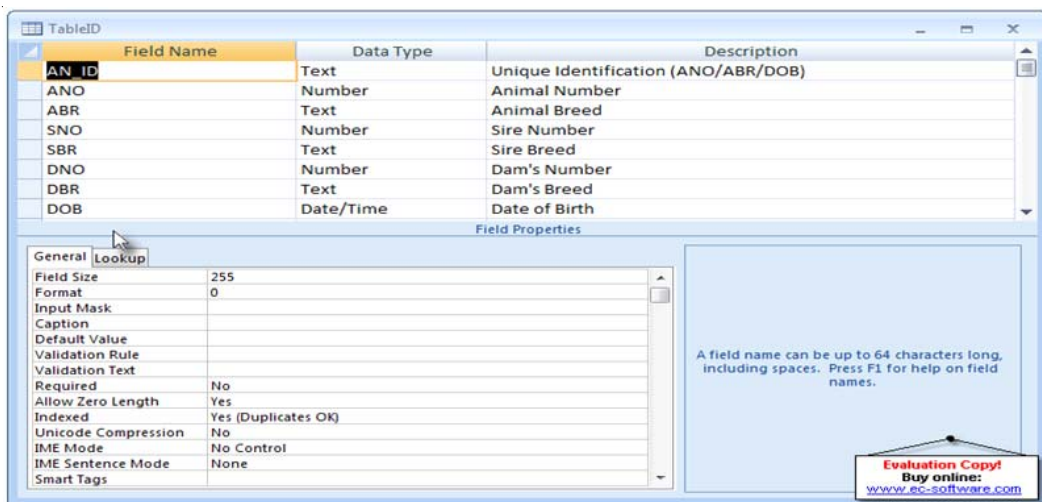 TableID
Field Name Data Type Description
AN_ID Text Unique Identification (ANO/ABR/DOB)
ANO Number Animal Number
ABR Text Animal Breed
SNO Number Sire Number
SBR Text Sire Breed
DNO Number Dam's Number
DBR Text Dam's Breed
DOB Date/Time Date of Birth
Field Properties
General Lookup
Field Size 255
Format 0
Input Mask
Caption
Default Value
Validation Rule
Validation Text
Required No
Allow Zero Length Yes
Indexed Yes (Duplicates OK)
Unicode Compression No
IME Mode No Control
IME Sentence Mode None
Smart Tags
A field name can be up to 64 characters long,
including spaces. Press F1 for help on field
names.
Evaluation Copy!
Buy online:
www.ec-software.com